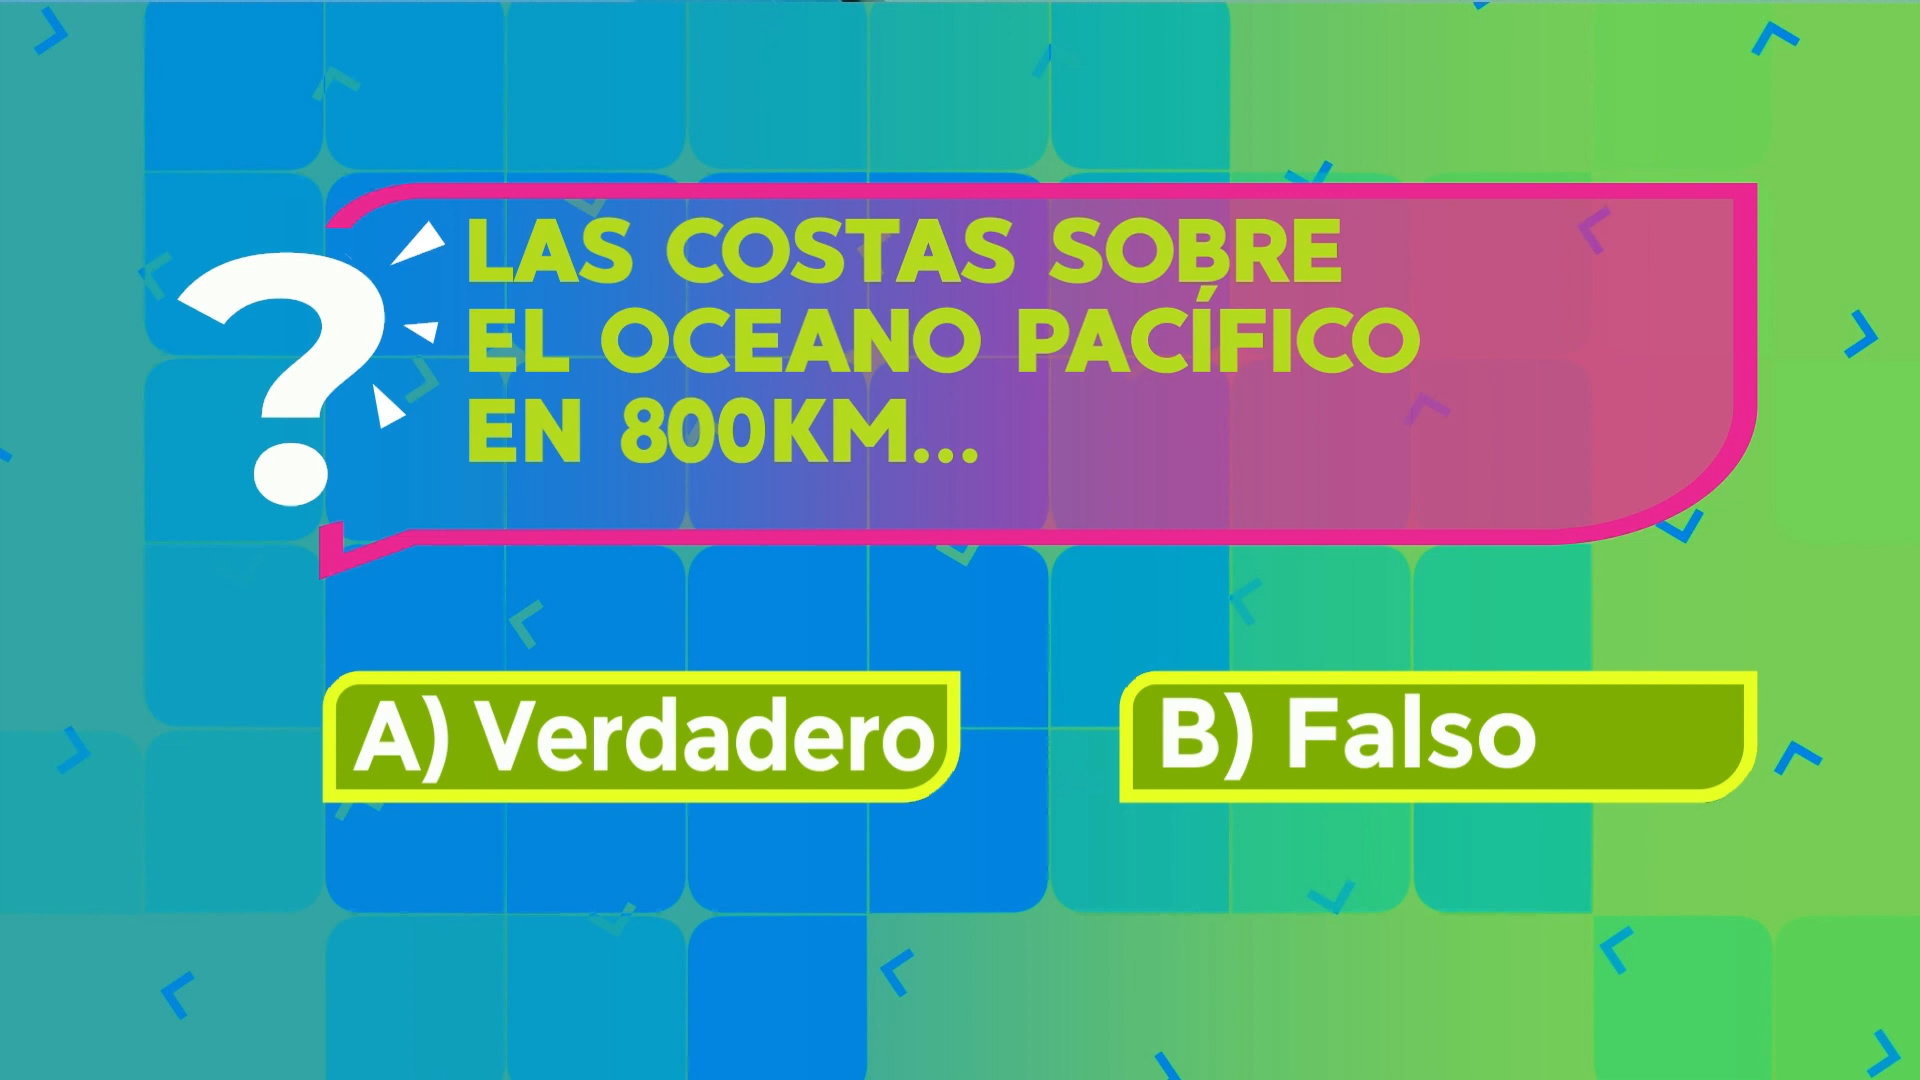 ?
LAS COSTAS SOBRE
EL OCEANO PACÍFICO
EN 800KM...
A) Verdadero
B) Falso